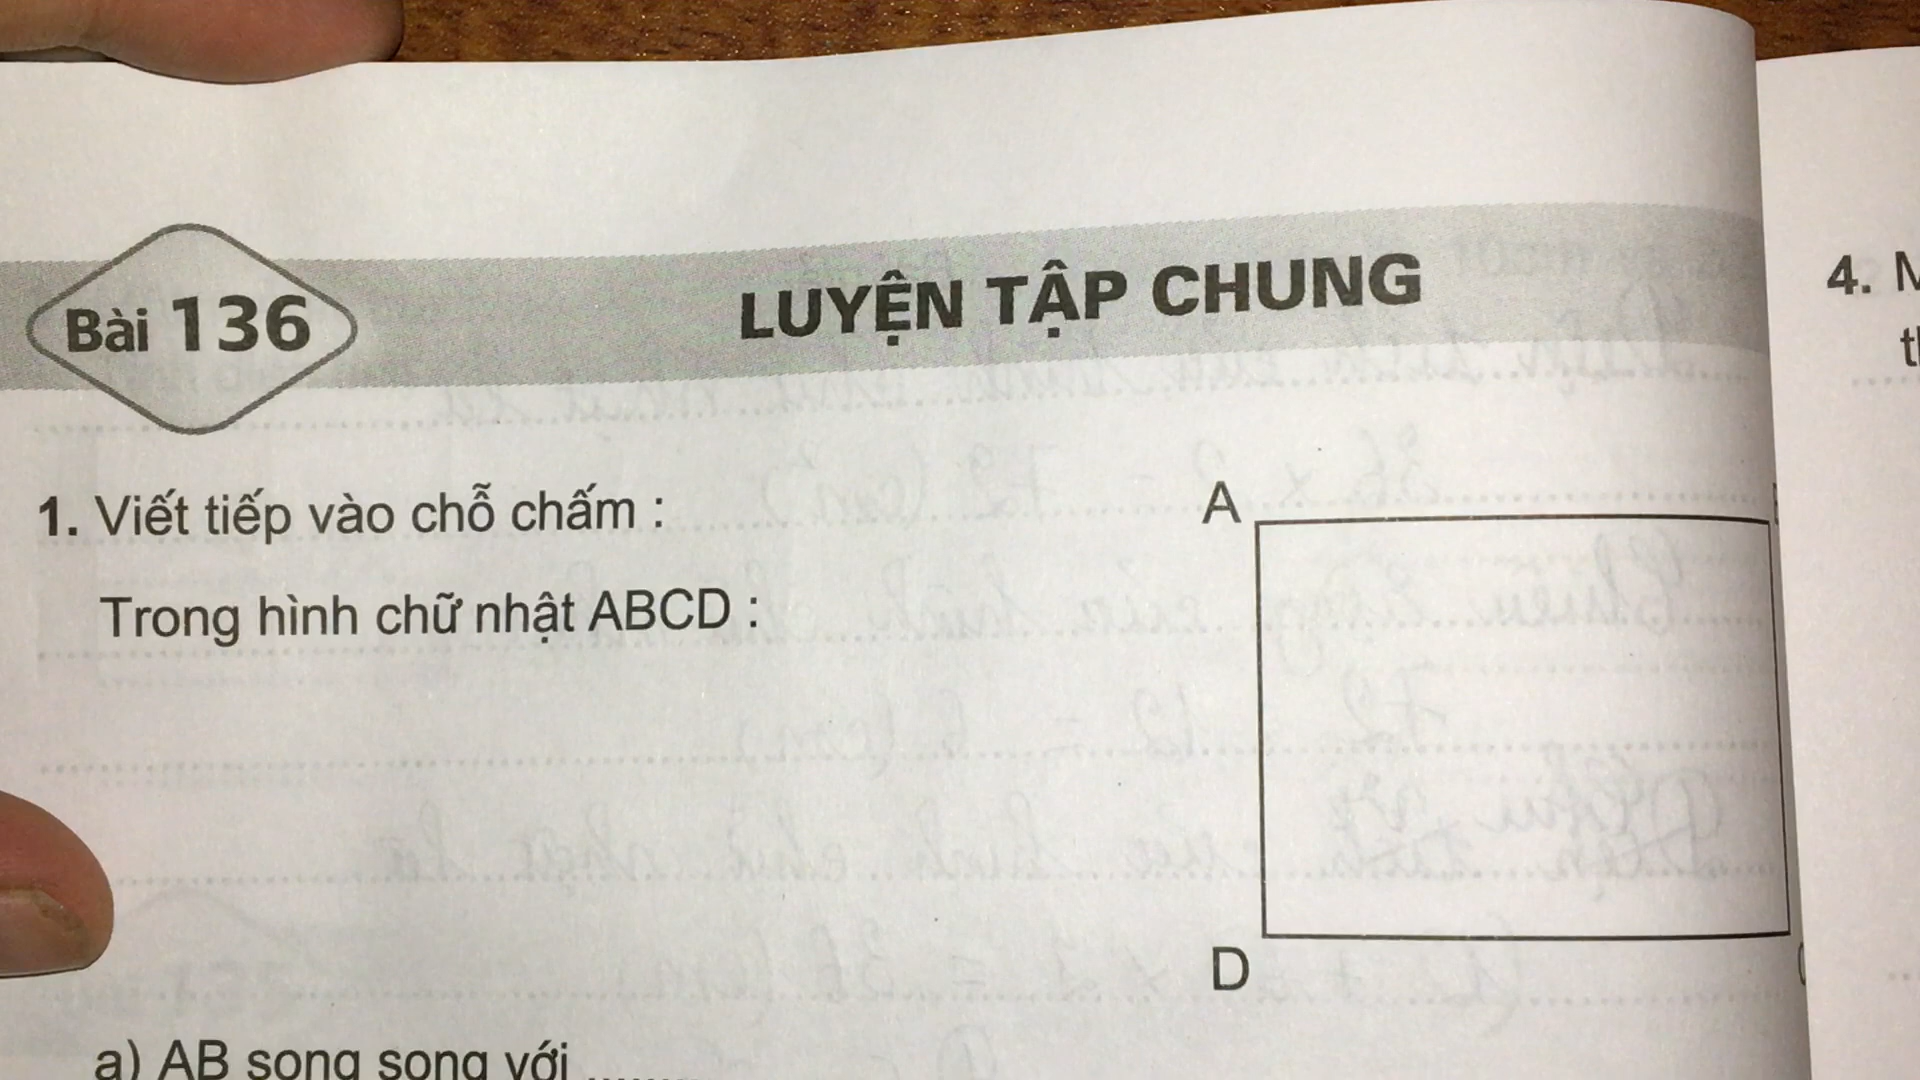 Bài 136
LUYỆN TẬP CHUNG
1. Viết tiếp vào chỗ chấm :
Trong hình chữ nhật ABCD :
A
D
a) AB song song với ........
4.